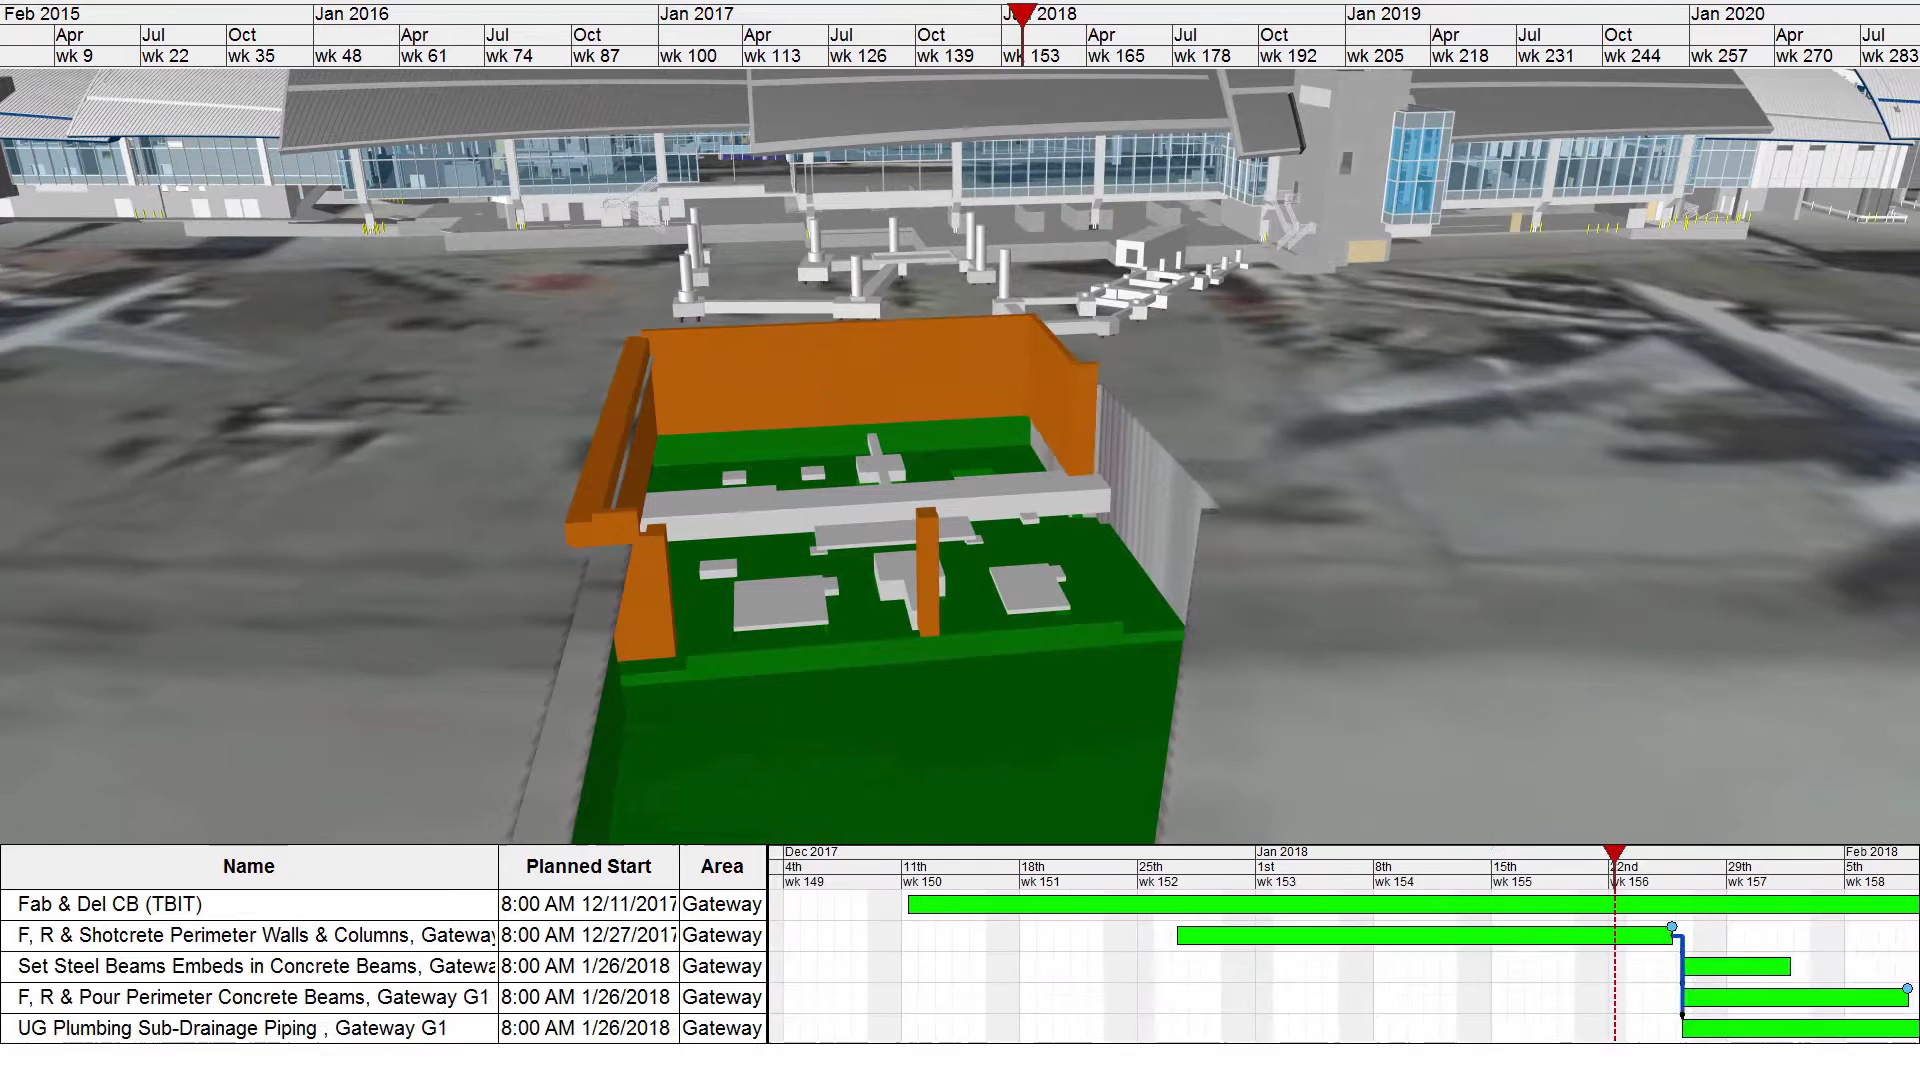 Feb 2015 Jan 2016 Jan 2017 2018 Jan 2019 Jan 2020
Apr Jul Oct Apr Jul Oct Apr Jul Oct Apr Jul Oct Apr Jul Oct Apr Jul
wk 9 wk 22 wk 35 wk 48 wk 61 wk 74 wk 87 wk 100 wk 113 wk 126 wk 139 wk 153 wk 165 wk 178 wk 192 wk 205 wk 218 wk 231 wk 244 wk 257 wk 270 wk 283
Name Planned Start Area
Dec 2017 Jan 2018 Feb 2018
4th 11th 18th 25th 1st 8th 15th 22nd 29th 5th
wk 149 wk 150 wk 151 wk 152 wk 153 wk 154 wk 155 wk 156 wk 157 wk 158
Fab & Del CB (TBIT) 8:00 AM 12/11/2017 Gateway
F, R & Shotcrete Perimeter Walls & Columns, Gateway 8:00 AM 12/27/2017 Gateway
Set Steel Beams Embeds in Concrete Beams, Gatewa 8:00 AM 1/26/2018 Gateway
F, R & Pour Perimeter Concrete Beams, Gateway G1 8:00 AM 1/26/2018 Gateway
UG Plumbing Sub-Drainage Piping , Gateway G1 8:00 AM 1/26/2018 Gateway